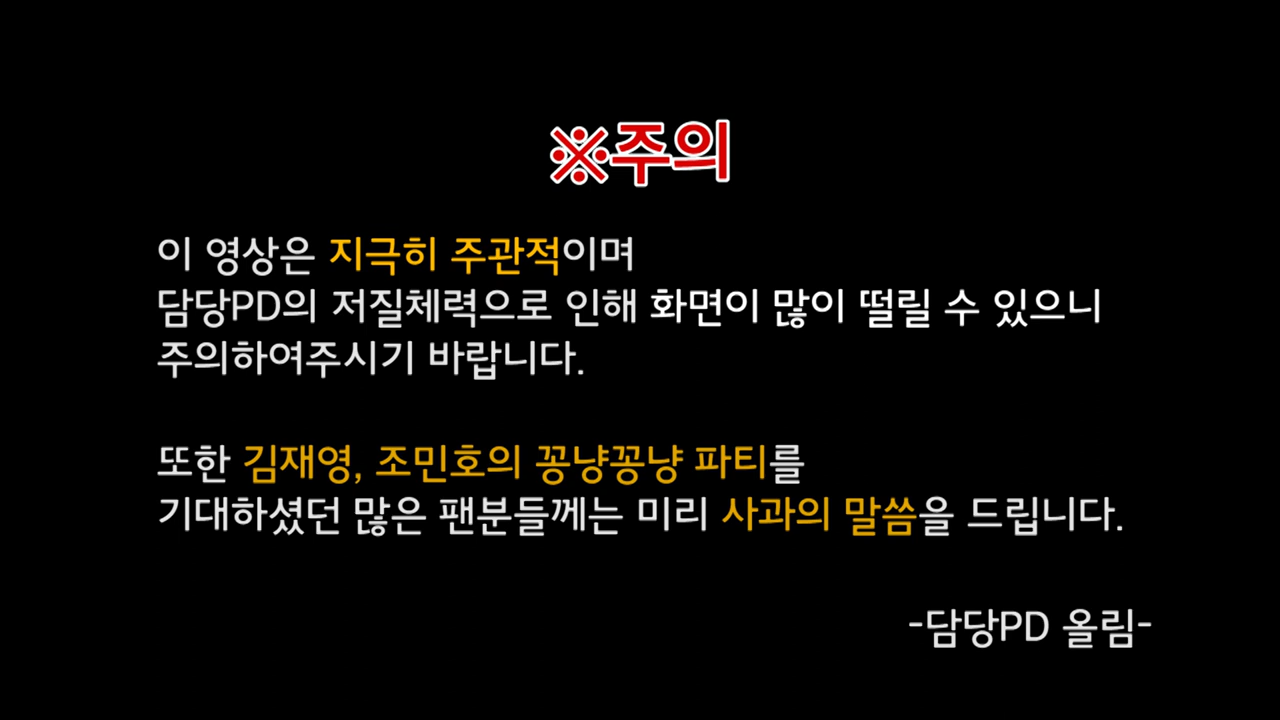 ※주의
이 영상은 지극히 주관적이며
담당PD의 저질체력으로 인해 화면이 많이 떨릴 수 있으니
주의하여주시기 바랍니다.
또한 김재영, 조민호의 꽁냥꽁냥 파티를
기대하셨던 많은 팬분들께는 미리 사과의 말씀을 드립니다.
-담당PD 올림-